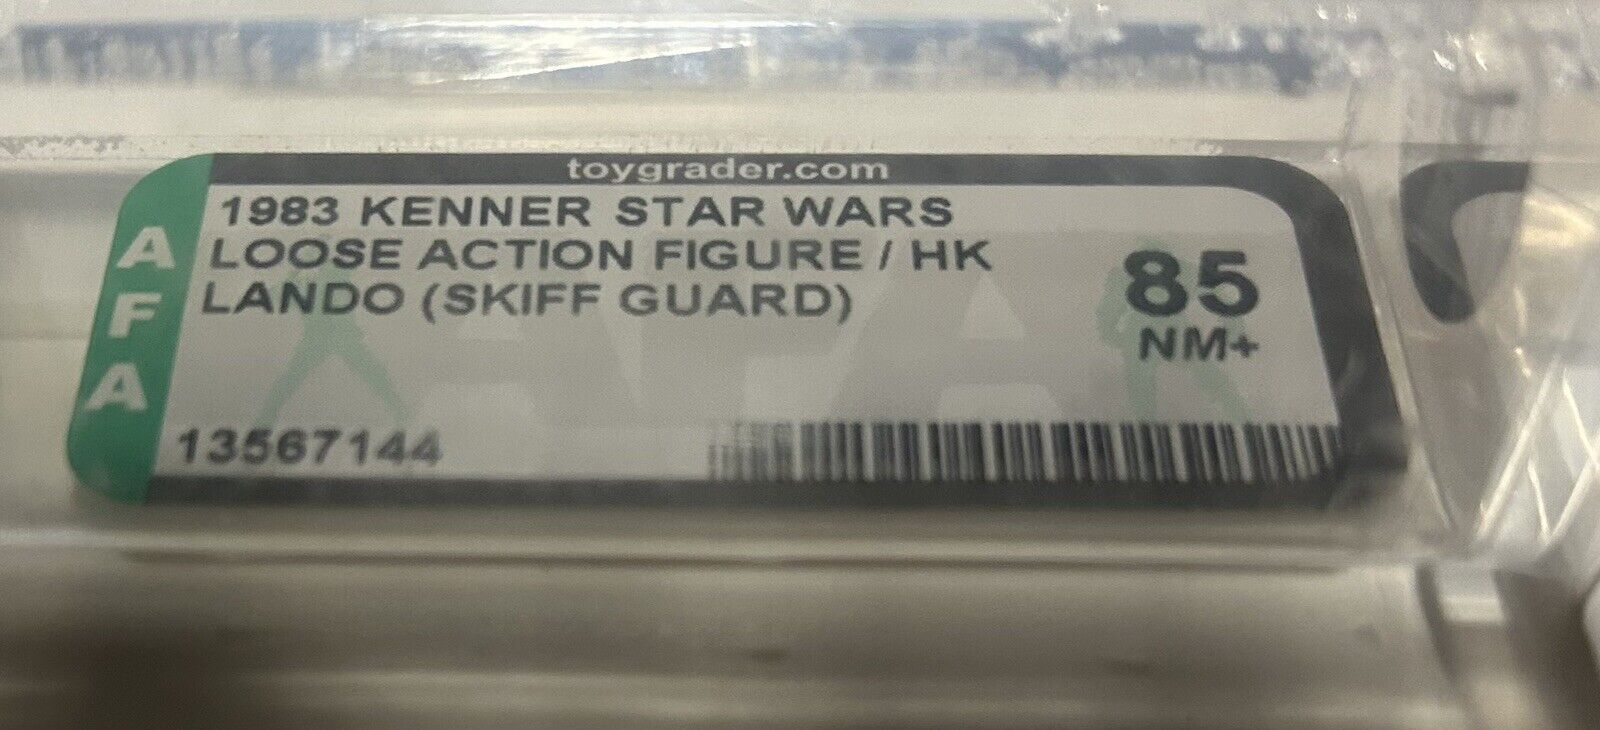 toygrader.com
AFA
1983 KENNER STAR WARS
LOOSE ACTION FIGURE / HK
LANDO (SKIFF GUARD)
85
NM+
13567144